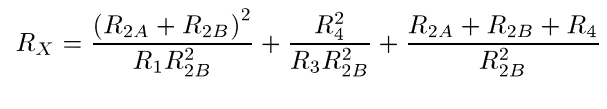 $R_X = \frac{(R_{2A} + R_{2B})^2}{R_1 R_{2B}^2} + \frac{R_4^2}{R_3 R_{2B}^2} + \frac{R_{2A} + R_{2B} + R_4}{R_{2B}^2}$